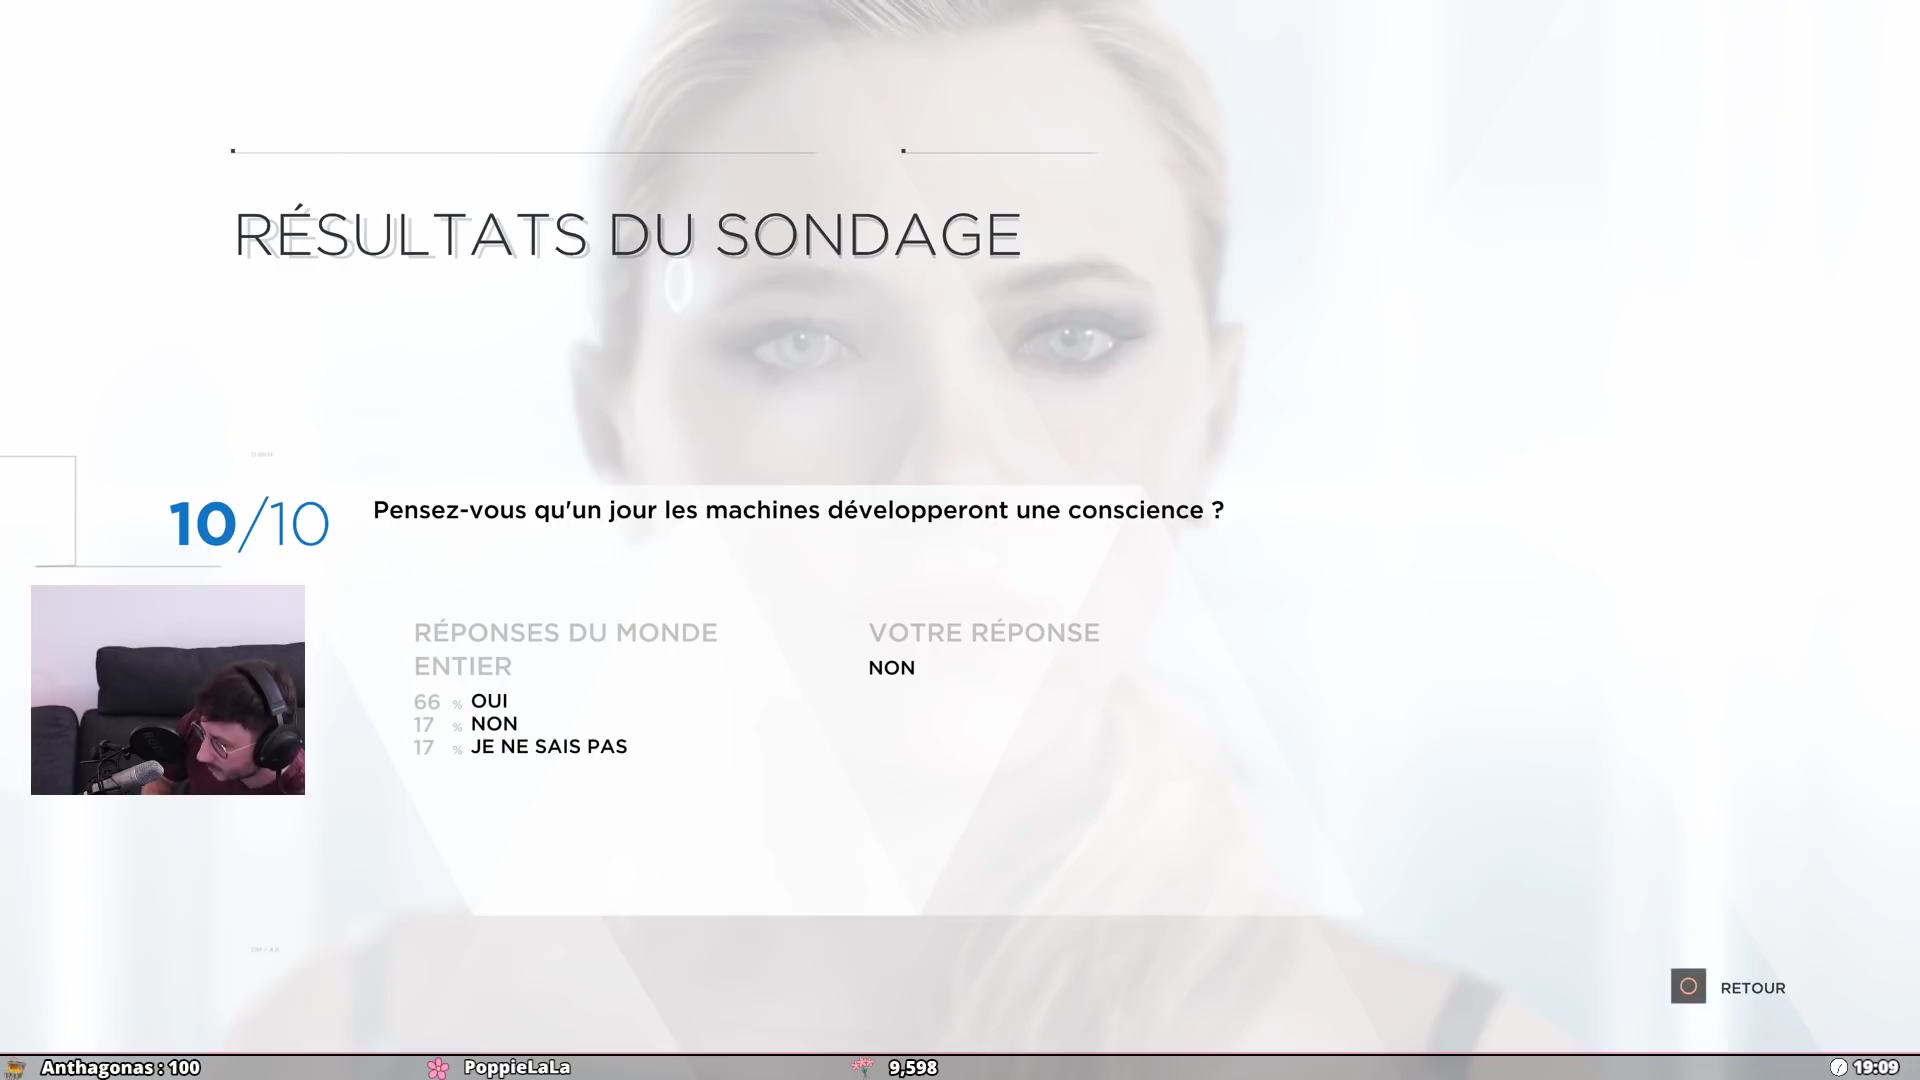 RÉSULTATS DU SONDAGE
10/10
Pensez-vous qu'un jour les machines développeront une conscience ?
RÉPONSES DU MONDE
ENTIER
66 % OUI
17 % NON
17 % JE NE SAIS PAS
VOTRE RÉPONSE
NON
RETOUR
Anthagonas : 100
PoppieLaLa
9,598
19:09